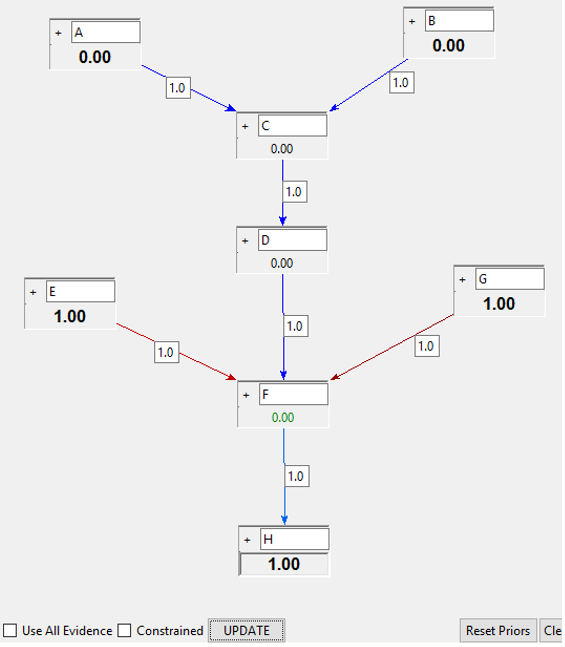 + A
0.00
+ B
0.00
1.0
1.0
+ C
0.00
1.0
+ D
0.00
+ E
1.00
+ G
1.00
1.0
1.0
1.0
+ F
0.00
1.0
+ H
1.00
Use All Evidence Constrained UPDATE Reset Priors Cle